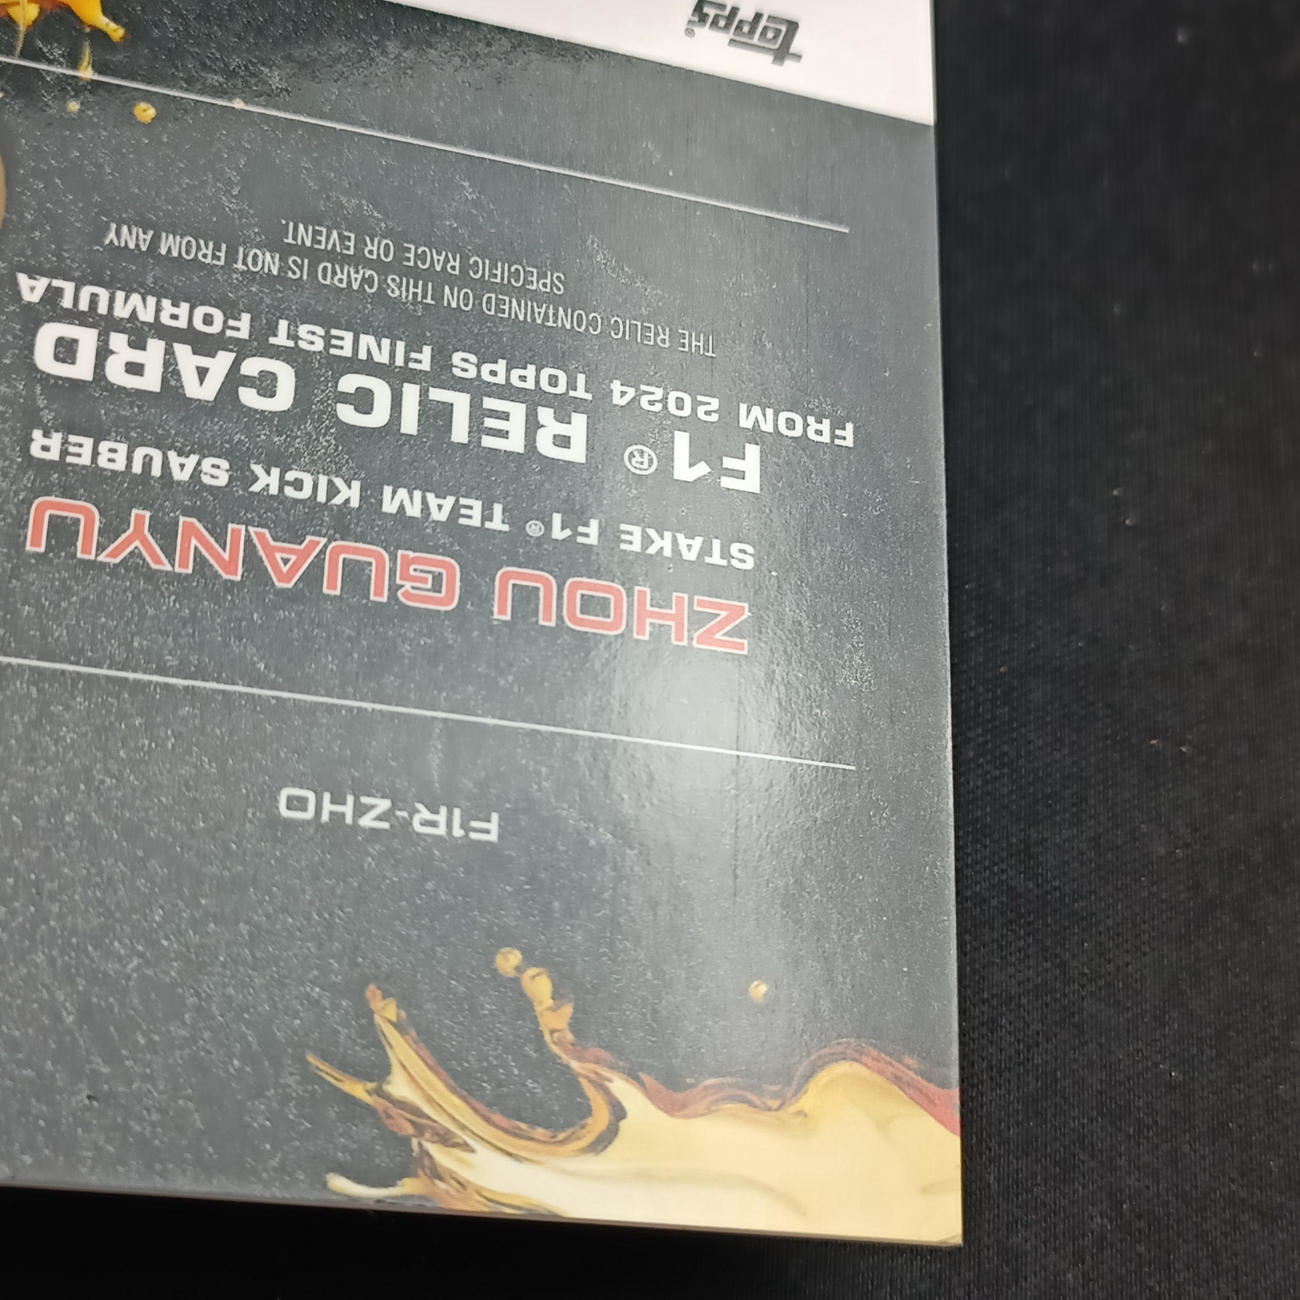 F1R-ZHO
ZHOU GUANYU
STAKE F1® TEAM KICK SAUBER
F1® RELIC CARD
FROM 2024 TOPPS FINEST FORMULA
THE RELIC CONTAINED ON THIS CARD IS NOT FROM ANY
SPECIFIC RACE OR EVENT.
topps®